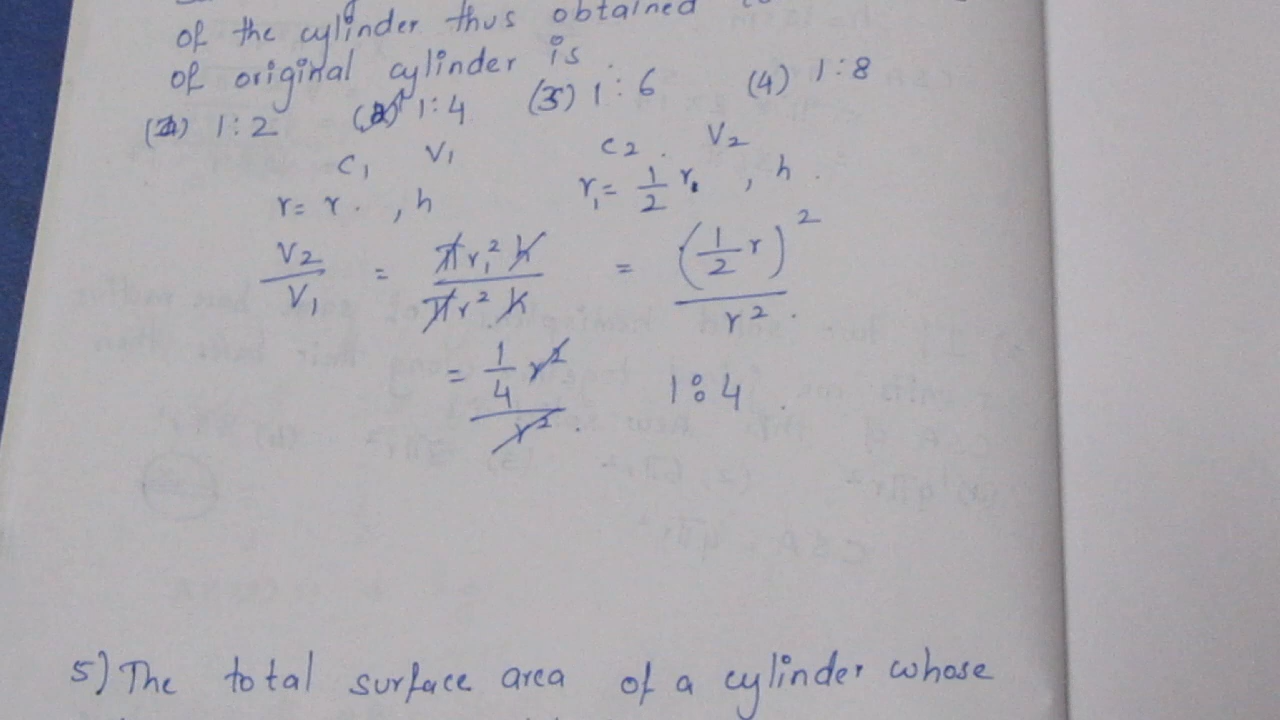 of the cylinder thus obtained
of original cylinder is
1:2 1:4 (3) 1:6 (4) 1:8
C1 V1 C2 . V2
r = r . , h r1 = 1/2 r , h .
V2/V1 = πr1²h/πr²h = (1/2 r)²/r² .
= 1/4 r²/r² . 1:4 .
5) The total surface area of a cylinder whose